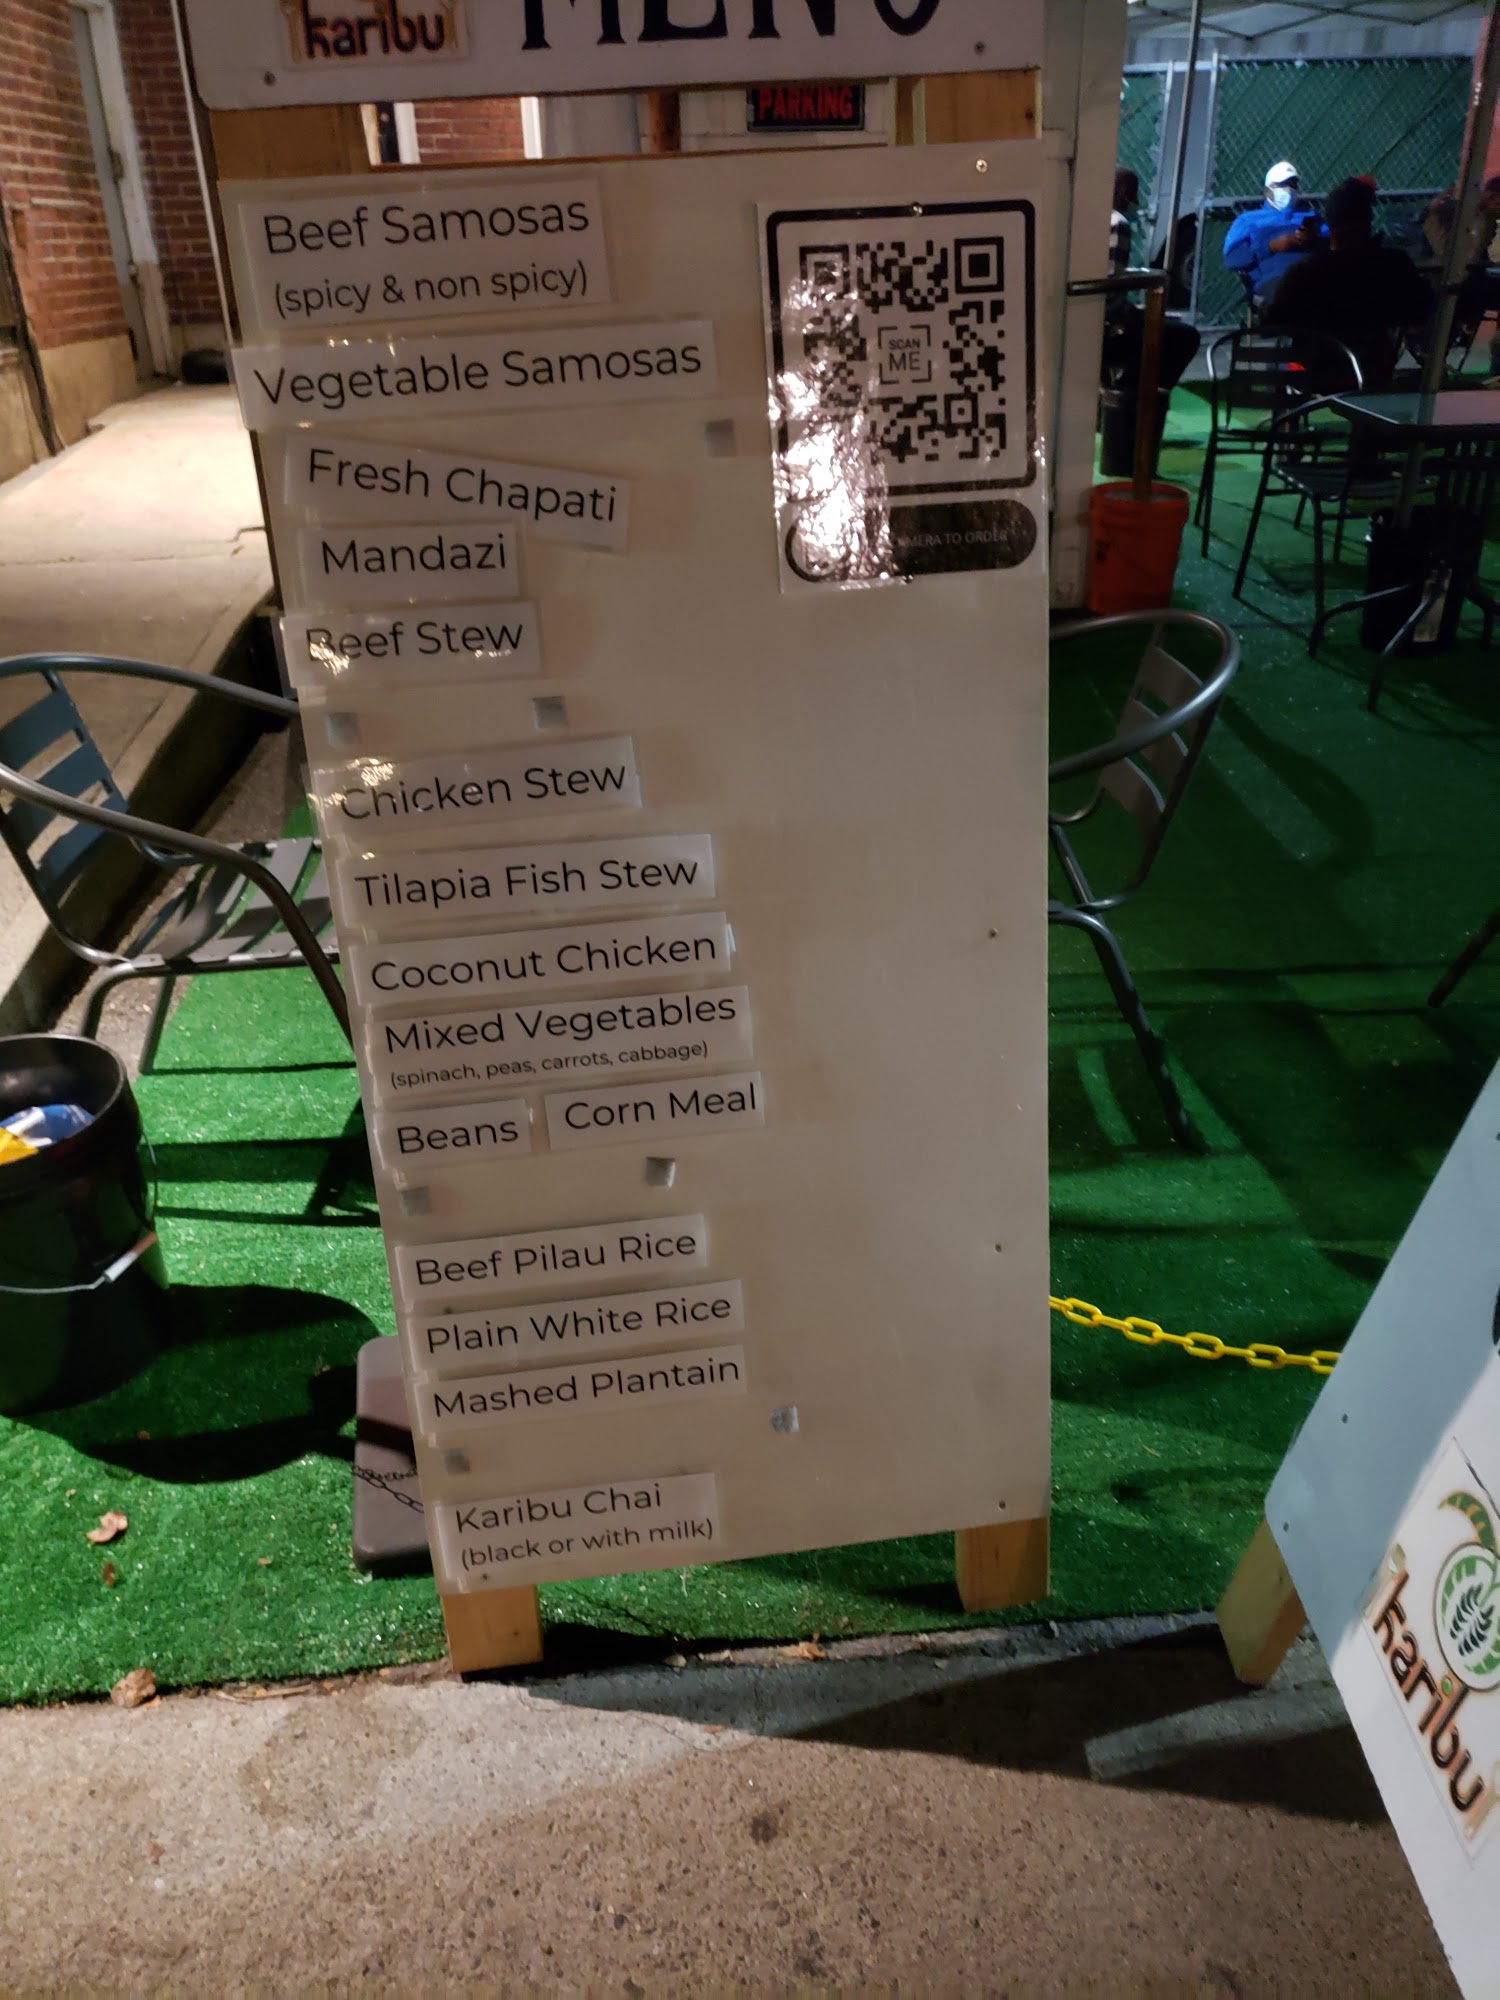 karibu MENU
PARKING
Beef Samosas
(spicy & non spicy)
SCAN
ME
Vegetable Samosas
Fresh Chapati
TO ORDER
Mandazi
Beef Stew
Chicken Stew
Tilapia Fish Stew
Coconut Chicken
Mixed Vegetables
(spinach, peas, carrots, cabbage)
Beans Corn Meal
Beef Pilau Rice
Plain White Rice
Mashed Plantain
Karibu Chai
(black or with milk)
karibu